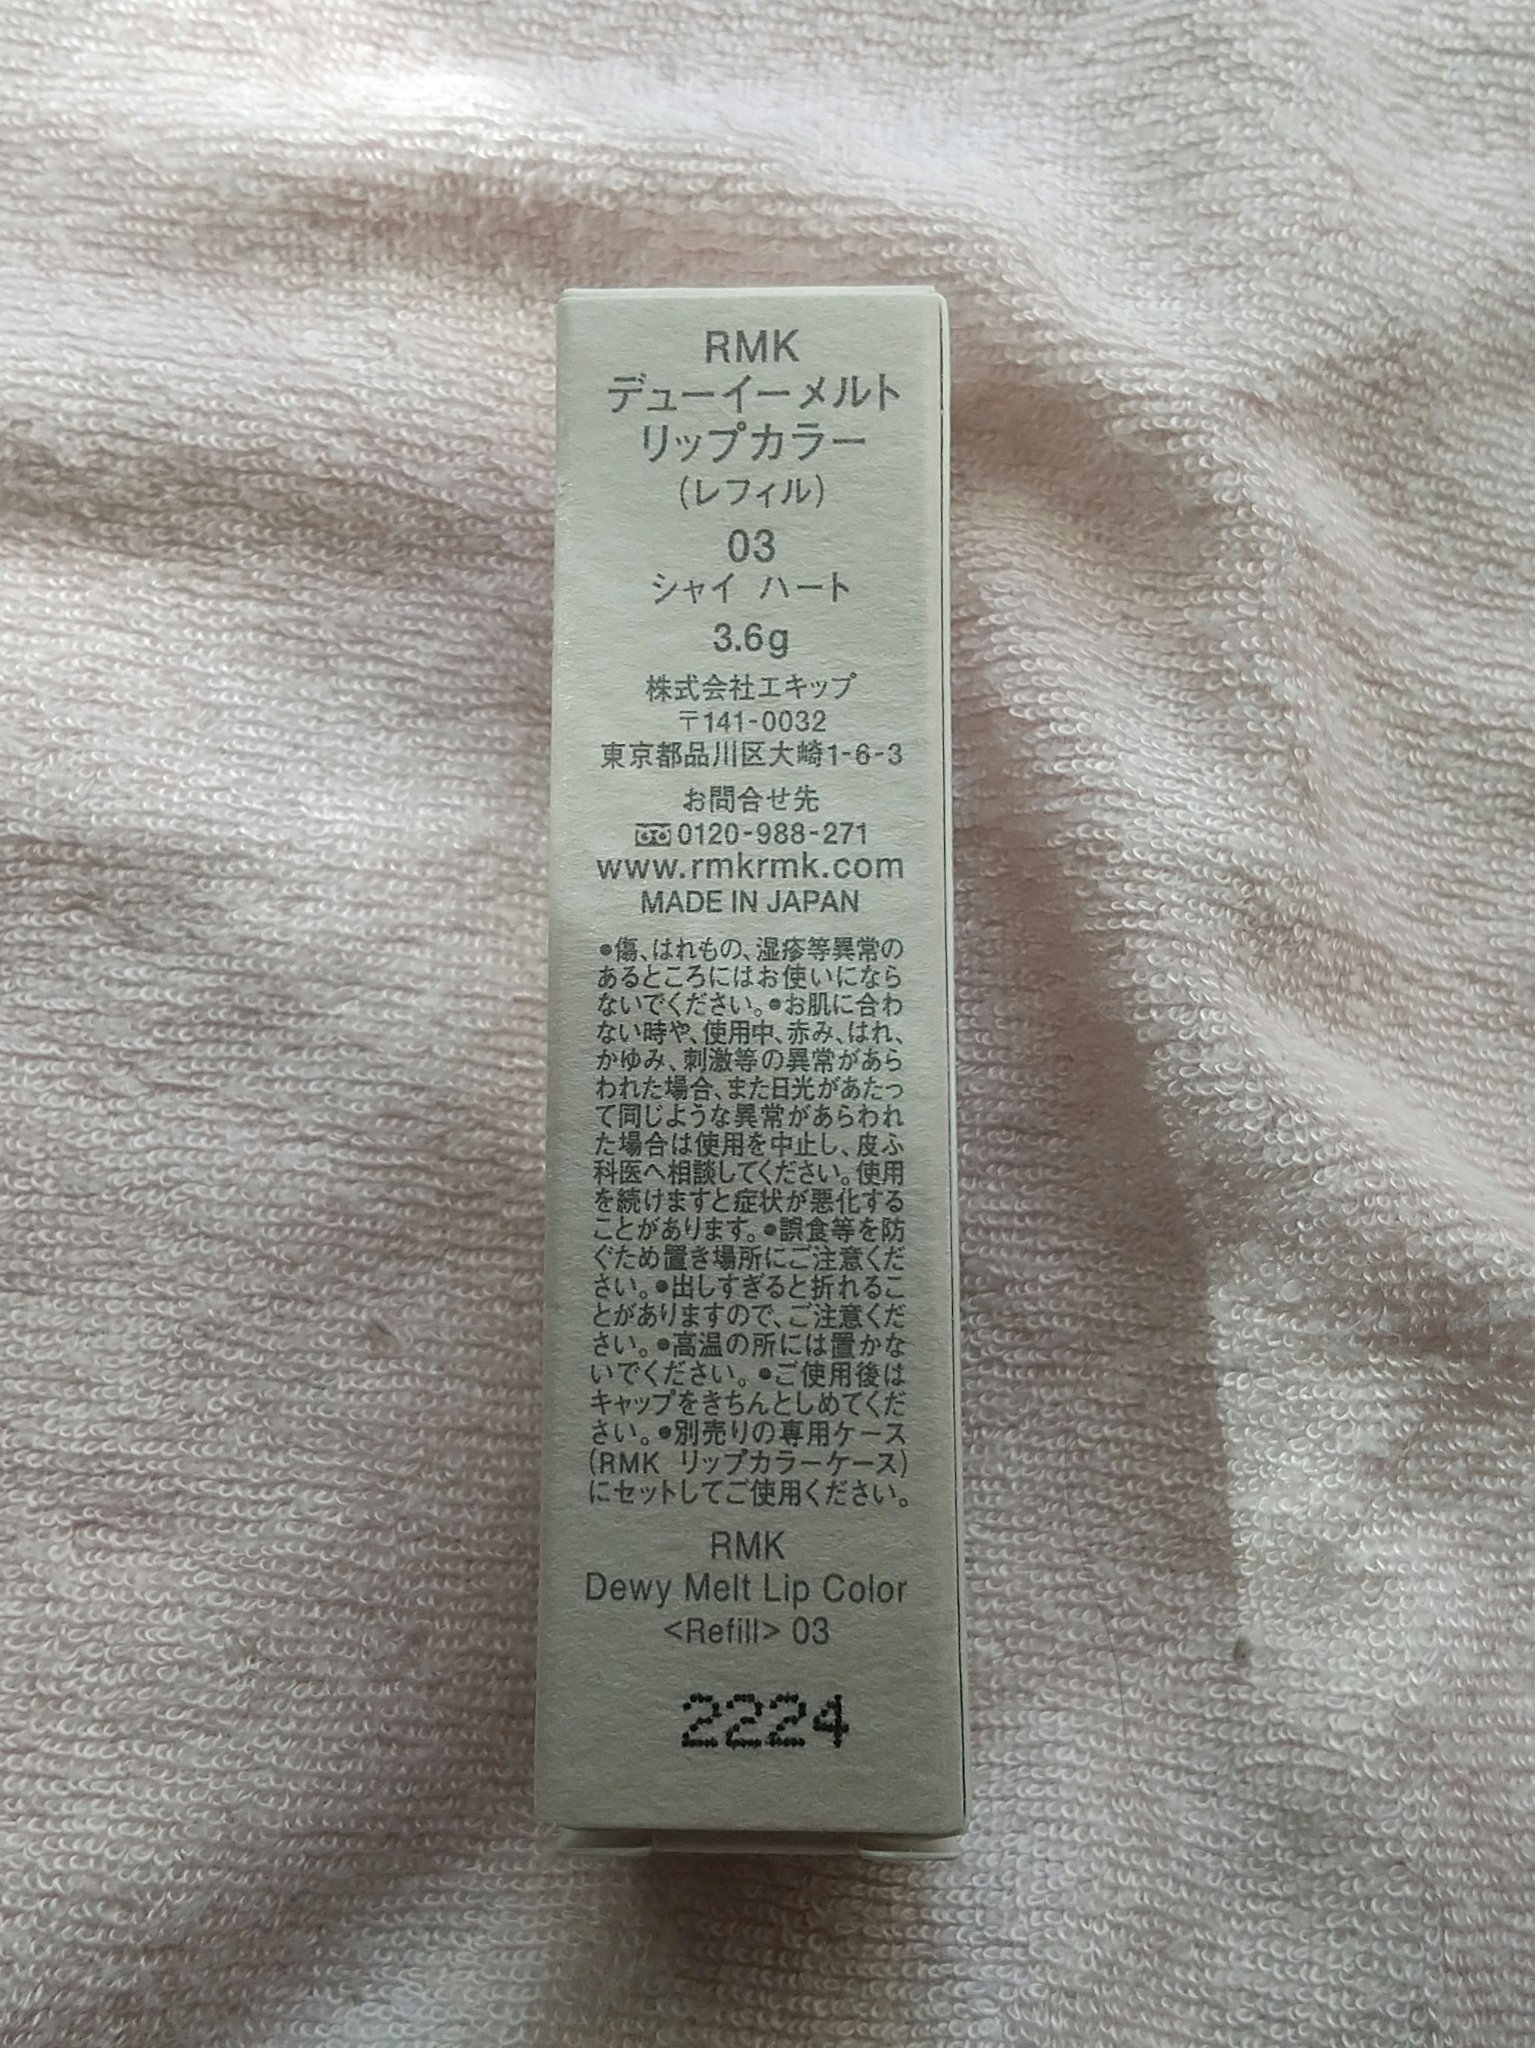 RMK
デューイーメルト
リップカラー
(レフィル)
03
シャイ ハート
3.6g
株式会社エキップ
〒141-0032
東京都品川区大崎1-6-3
お問合せ先
0120-988-271
www.rmkrmk.com
MADE IN JAPAN
●傷、はれもの、湿疹等異常の
あるところにはお使いになら
ないでください。●お肌に合わ
ない時や、使用中、赤み、はれ、
かゆみ、刺激等の異常があら
われた場合、また日光があたっ
て同じような異常があらわれ
た場合は使用を中止し、皮ふ
科医へ相談してください。使用
を続けますと症状が悪化する
ことがあります。●誤食等を防
ぐため置き場所にご注意くだ
さい。●出しすぎると折れるこ
とがありますので、ご注意くだ
さい。●高温の所には置かな
いでください。●ご使用後は
キャップをきちんとしめてくだ
さい。●別売りの専用ケース
(RMK リップカラーケース)
にセットしてご使用ください。
RMK
Dewy Melt Lip Color
<Refill> 03
2224